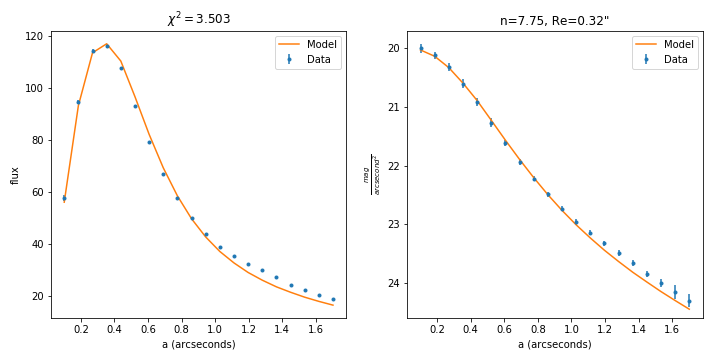 χ² = 3.503
120
100
80
60
40
20
flux
0.2 0.4 0.6 0.8 1.0 1.2 1.4 1.6
a (arcseconds)
Model
Data
n=7.75, Re=0.32"
20
21
22
23
24
mag
arcsecond²
0.2 0.4 0.6 0.8 1.0 1.2 1.4 1.6
a (arcseconds)
Model
Data